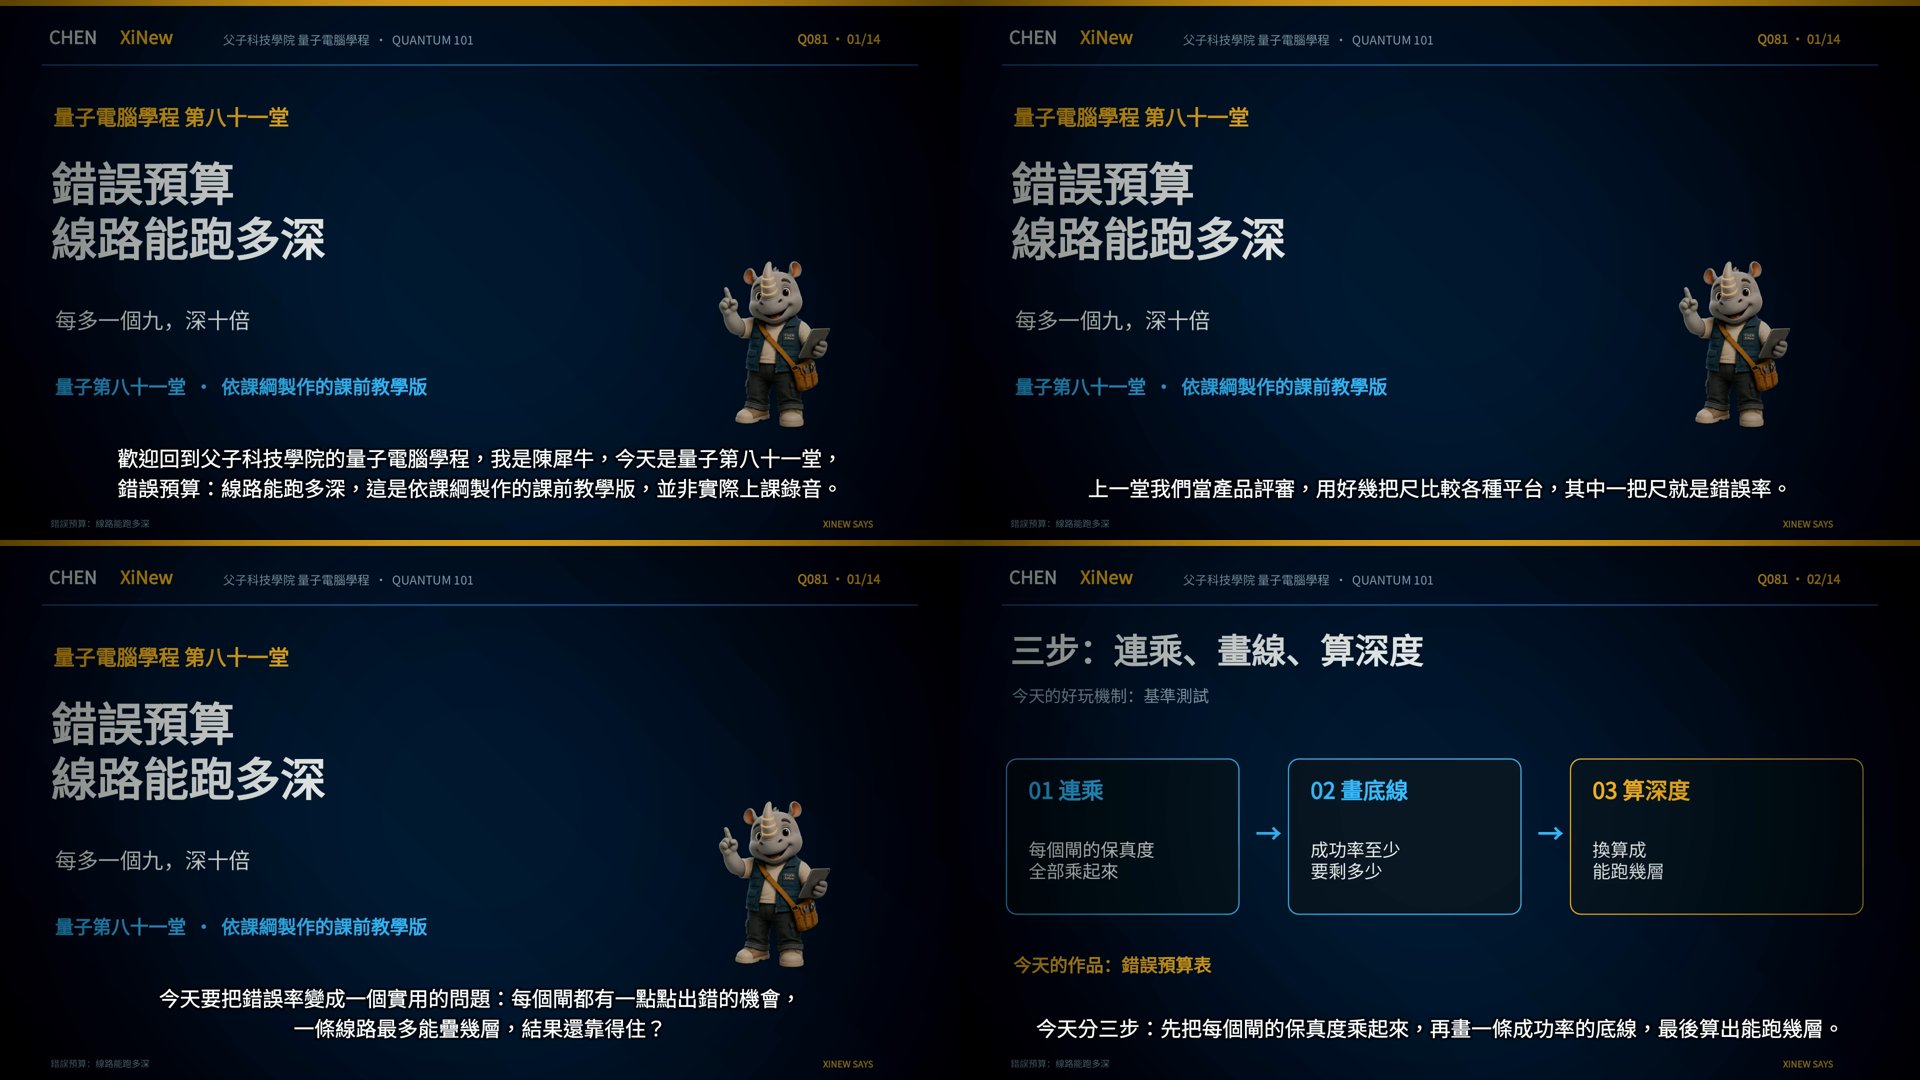 CHEN XiNew 父子科技學院 量子電腦學程 · QUANTUM 101 Q081 · 01/14
量子電腦學程 第八十一堂
錯誤預算
線路能跑多深
每多一個九，深十倍
量子第八十一堂 · 依課綱製作的課前教學版
歡迎回到父子科技學院的量子電腦學程，我是陳犀牛，今天是量子第八十一堂，
錯誤預算：線路能跑多深，這是依課綱製作的課前教學版，並非實際上課錄音。
錯誤預算：線路能跑多深 XINEW SAYS
CHEN XiNew 父子科技學院 量子電腦學程 · QUANTUM 101 Q081 · 01/14
量子電腦學程 第八十一堂
錯誤預算
線路能跑多深
每多一個九，深十倍
量子第八十一堂 · 依課綱製作的課前教學版
上一堂我們當產品評審，用好幾把尺比較各種平台，其中一把尺就是錯誤率。
錯誤預算：線路能跑多深 XINEW SAYS
CHEN XiNew 父子科技學院 量子電腦學程 · QUANTUM 101 Q081 · 01/14
量子電腦學程 第八十一堂
錯誤預算
線路能跑多深
每多一個九，深十倍
量子第八十一堂 · 依課綱製作的課前教學版
今天要把錯誤率變成一個實用的問題：每個閘都有一點點出錯的機會，
一條線路最多能疊幾層，結果還靠得住？
錯誤預算：線路能跑多深 XINEW SAYS
CHEN XiNew 父子科技學院 量子電腦學程 · QUANTUM 101 Q081 · 02/14
三步：連乘、畫線、算深度
今天的好玩機制：基準測試
01 連乘
每個閘的保真度
全部乘起來
→
02 畫底線
成功率至少
要剩多少
→
03 算深度
換算成
能跑幾層
今天的作品：錯誤預算表
今天分三步：先把每個閘的保真度乘起來，再畫一條成功率的底線，最後算出能跑幾層。
錯誤預算：線路能跑多深 XINEW SAYS